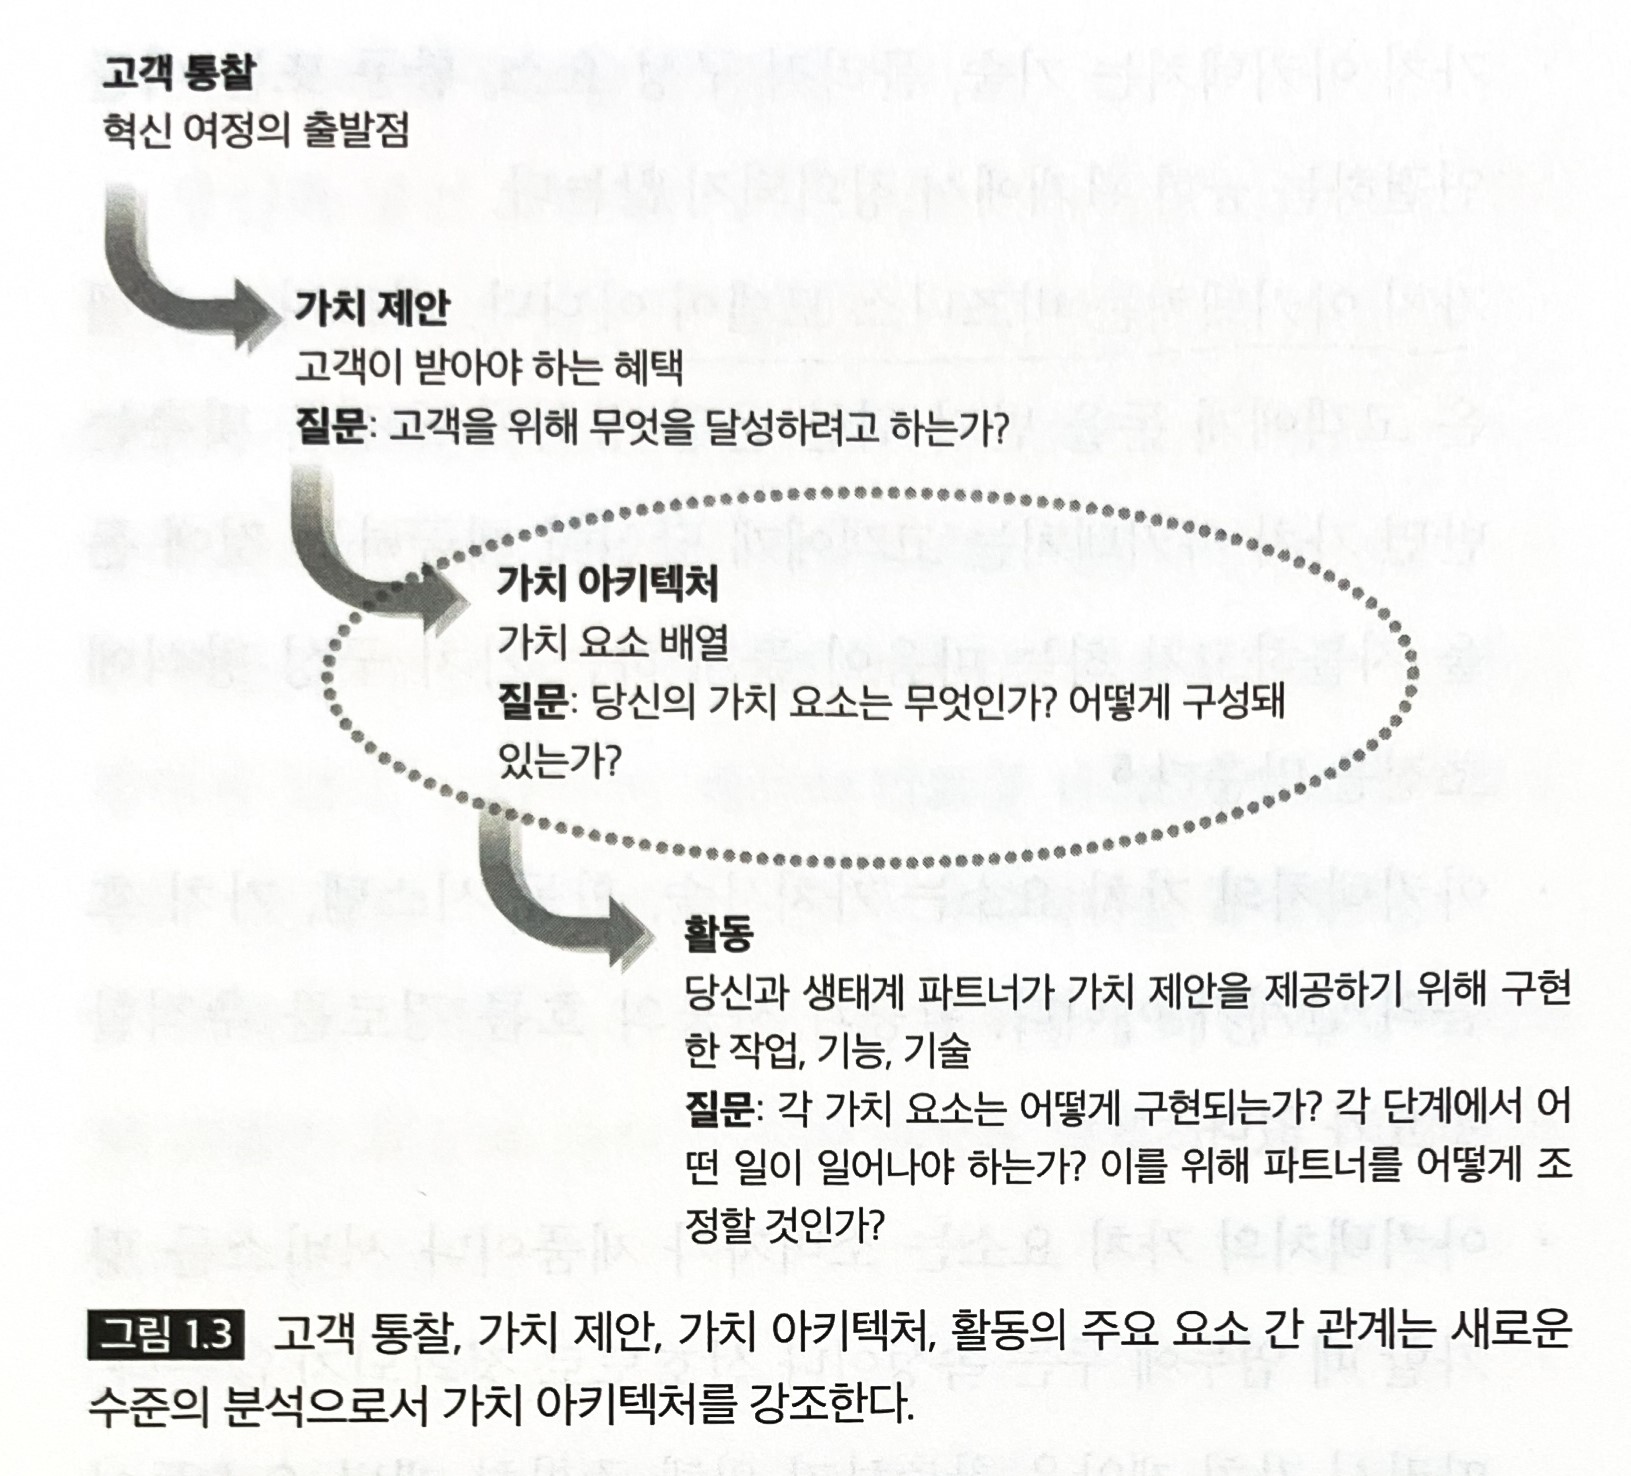 고객 통찰
혁신 여정의 출발점
가치 제안
고객이 받아야 하는 혜택
질문: 고객을 위해 무엇을 달성하려고 하는가?
가치 아키텍처
가치 요소 배열
질문: 당신의 가치 요소는 무엇인가? 어떻게 구성돼
있는가?
활동
당신과 생태계 파트너가 가치 제안을 제공하기 위해 구현
한 작업, 기능, 기술
질문: 각 가치 요소는 어떻게 구현되는가? 각 단계에서 어
떤 일이 일어나야 하는가? 이를 위해 파트너를 어떻게 조
정할 것인가?
그림 1.3 고객 통찰, 가치 제안, 가치 아키텍처, 활동의 주요 요소 간 관계는 새로운
수준의 분석으로서 가치 아키텍처를 강조한다.